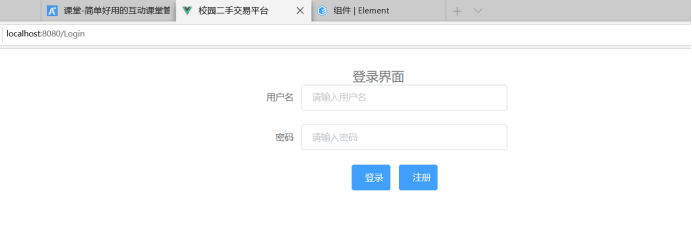 课堂-简单好用的互动课堂管 校园二手交易平台 组件 | Element
localhost:8080/Login
登录界面
用户名 请输入用户名
密码 请输入密码
登录 注册